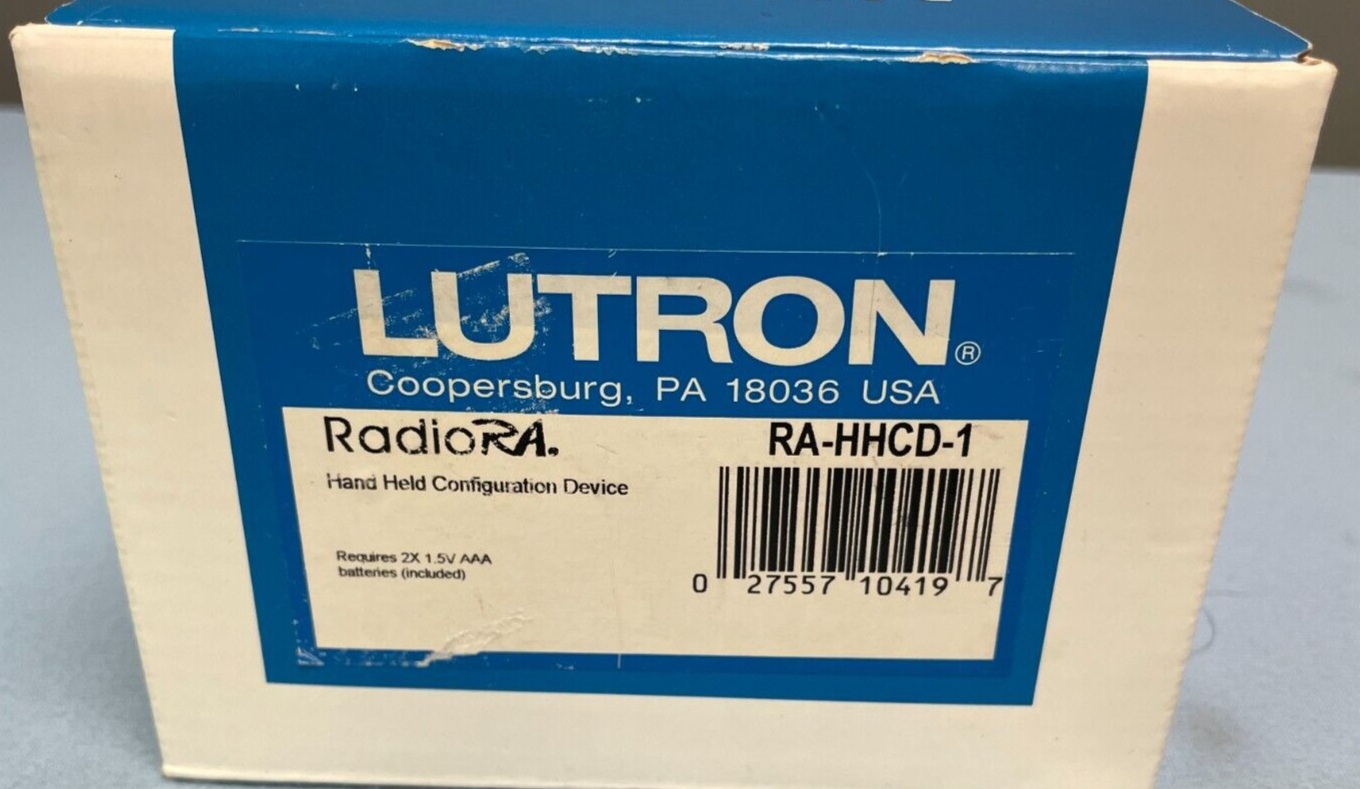 LUTRON®
Coopersburg, PA 18036 USA
RadioRA.
RA-HHCD-1
Hand Held Configuration Device
Requires 2X 1.5V AAA
batteries (included)
0 27557 10419 7